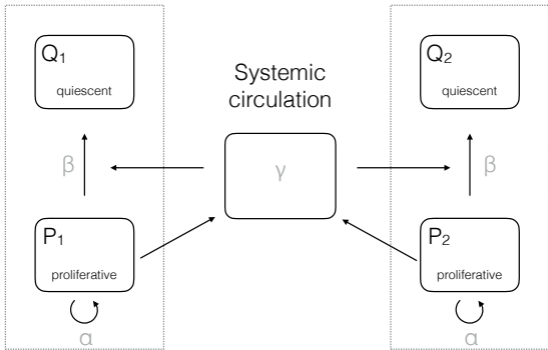 Q₁
quiescent
Q₂
quiescent
Systemic
circulation
β
γ
β
P₁
proliferative
P₂
proliferative
α
α